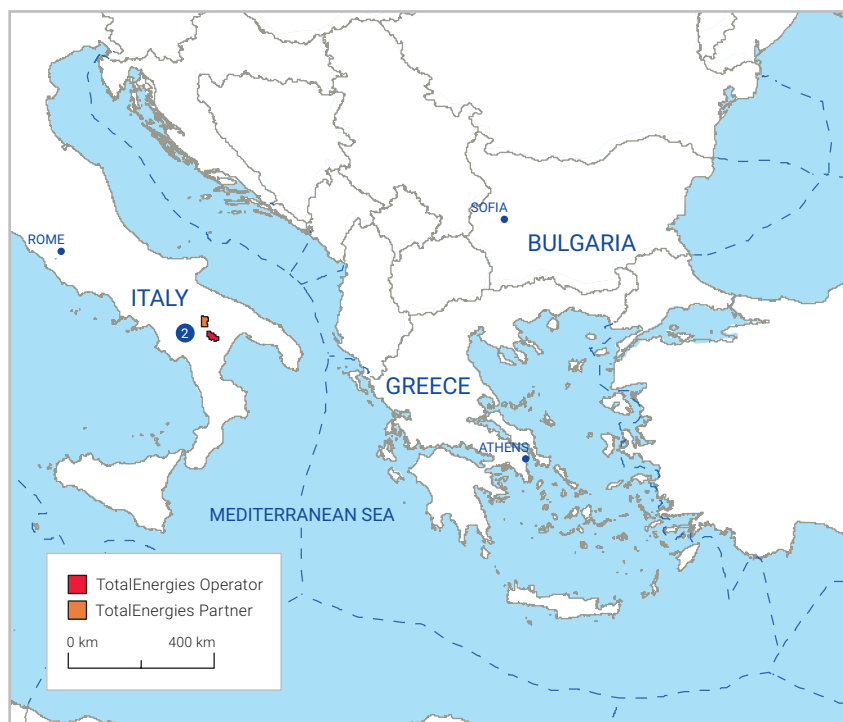 SOFIA
BULGARIA
ROME
ITALY
2
GREECE
ATHENS
MEDITERRANEAN SEA
TotalEnergies Operator
TotalEnergies Partner
0 km 400 km